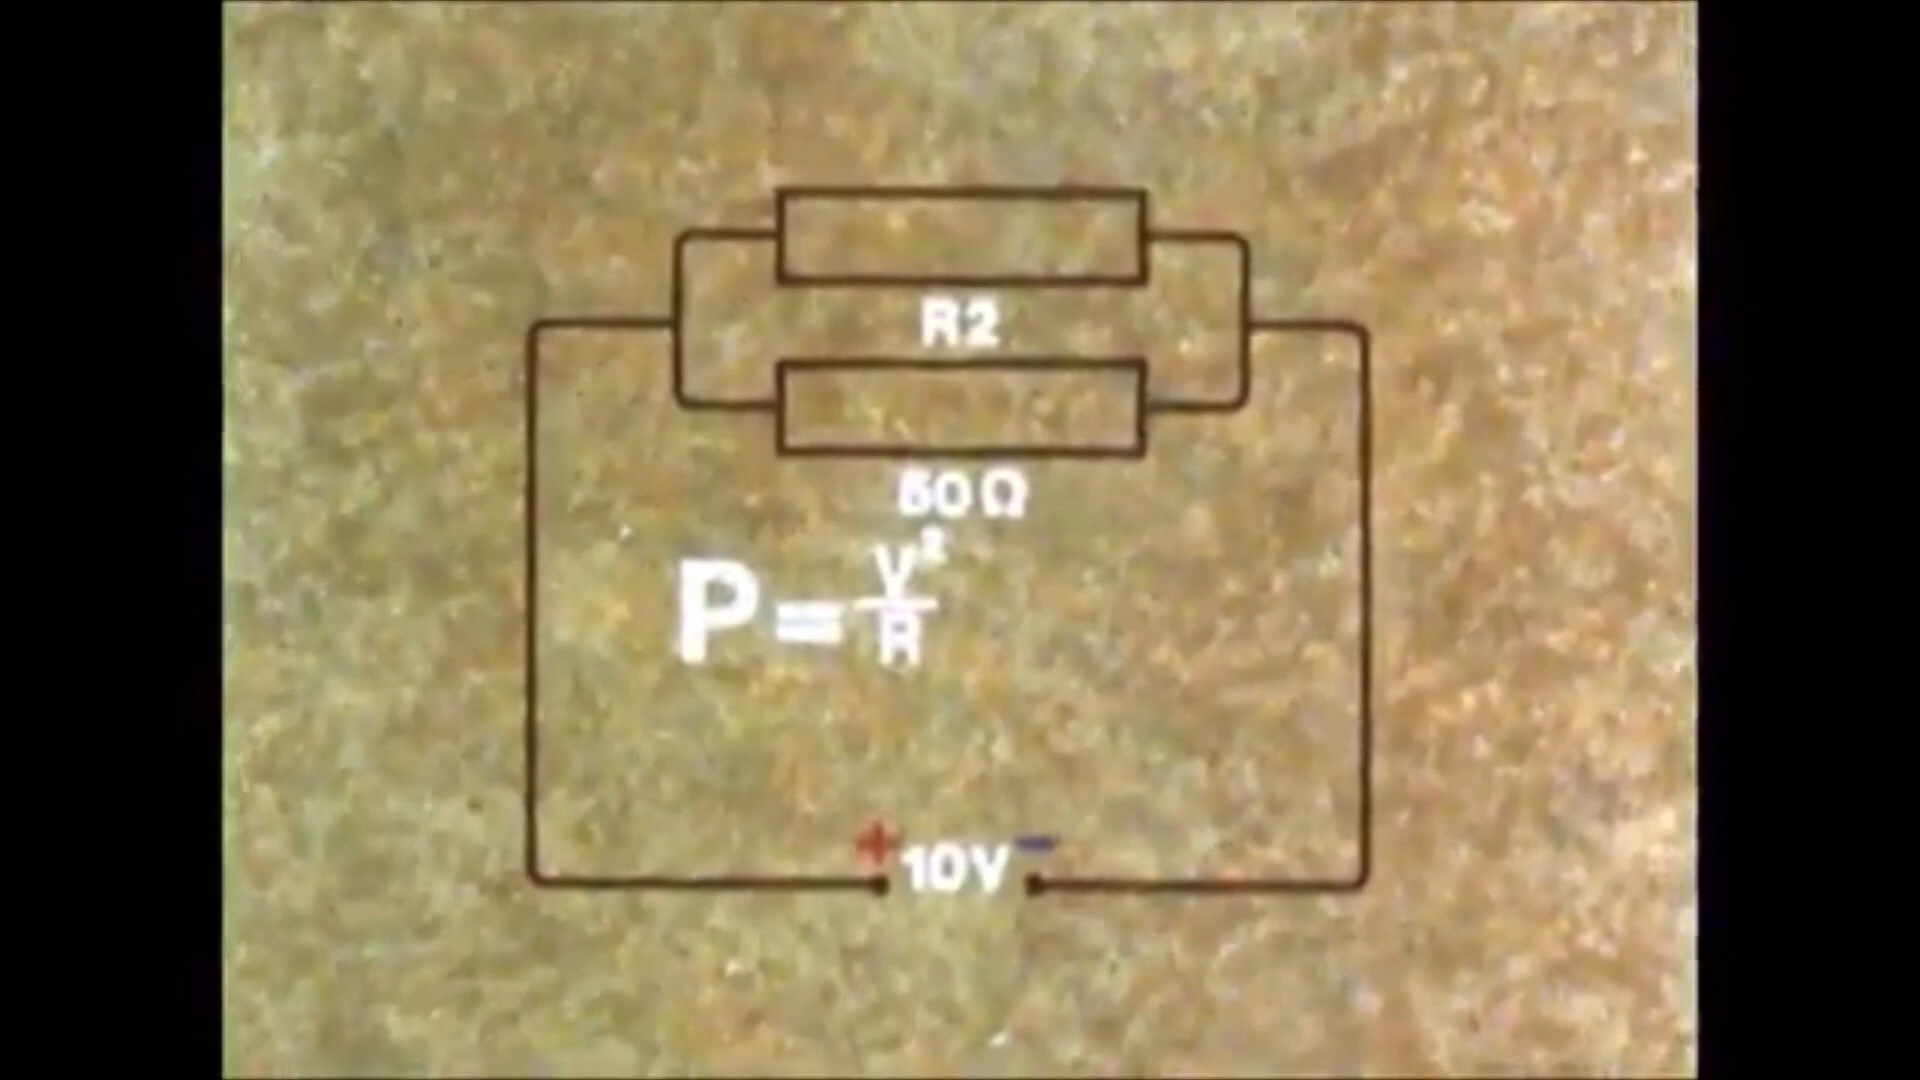 R2
50 Ω
P = V²/R
+ 10V −